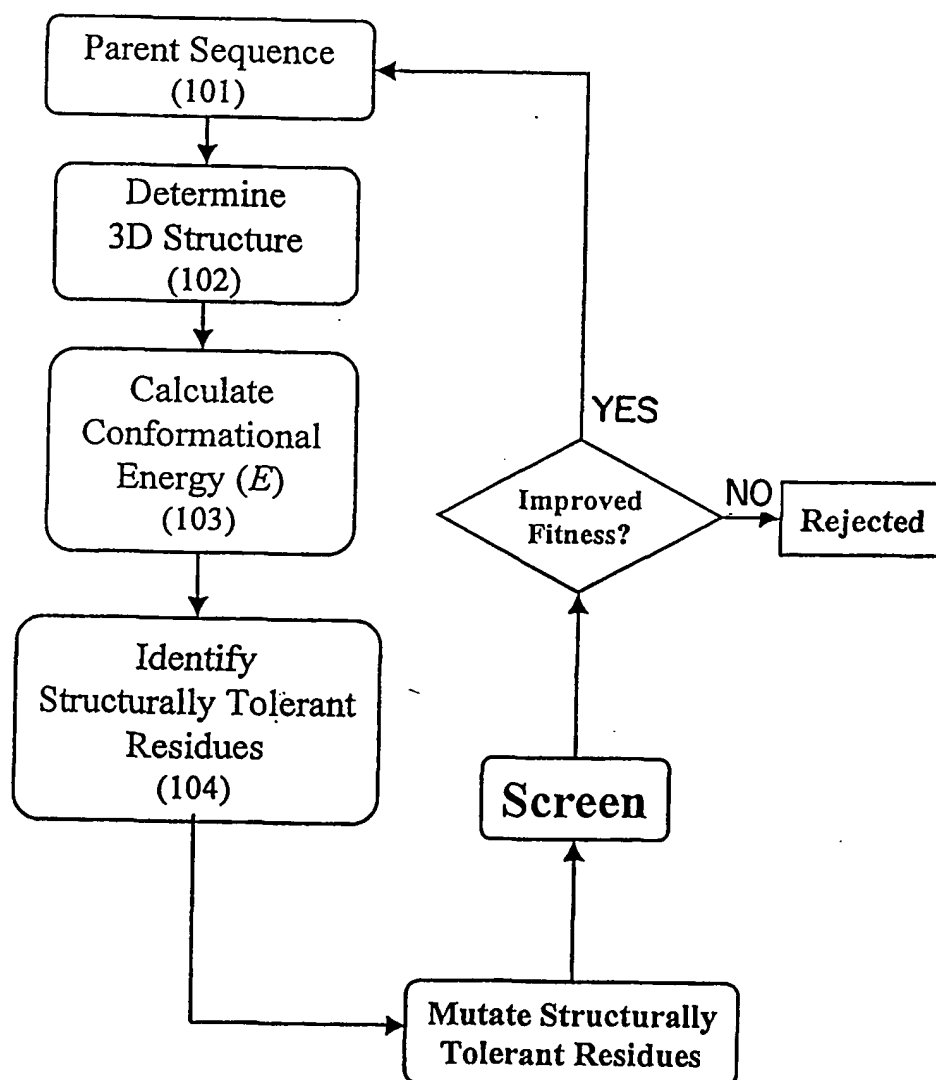 Parent Sequence
(101)
Determine
3D Structure
(102)
Calculate
Conformational
Energy (E)
(103)
Identify
Structurally Tolerant
Residues
(104)
Mutate Structurally
Tolerant Residues
Screen
Improved
Fitness?
YES
NO
Rejected